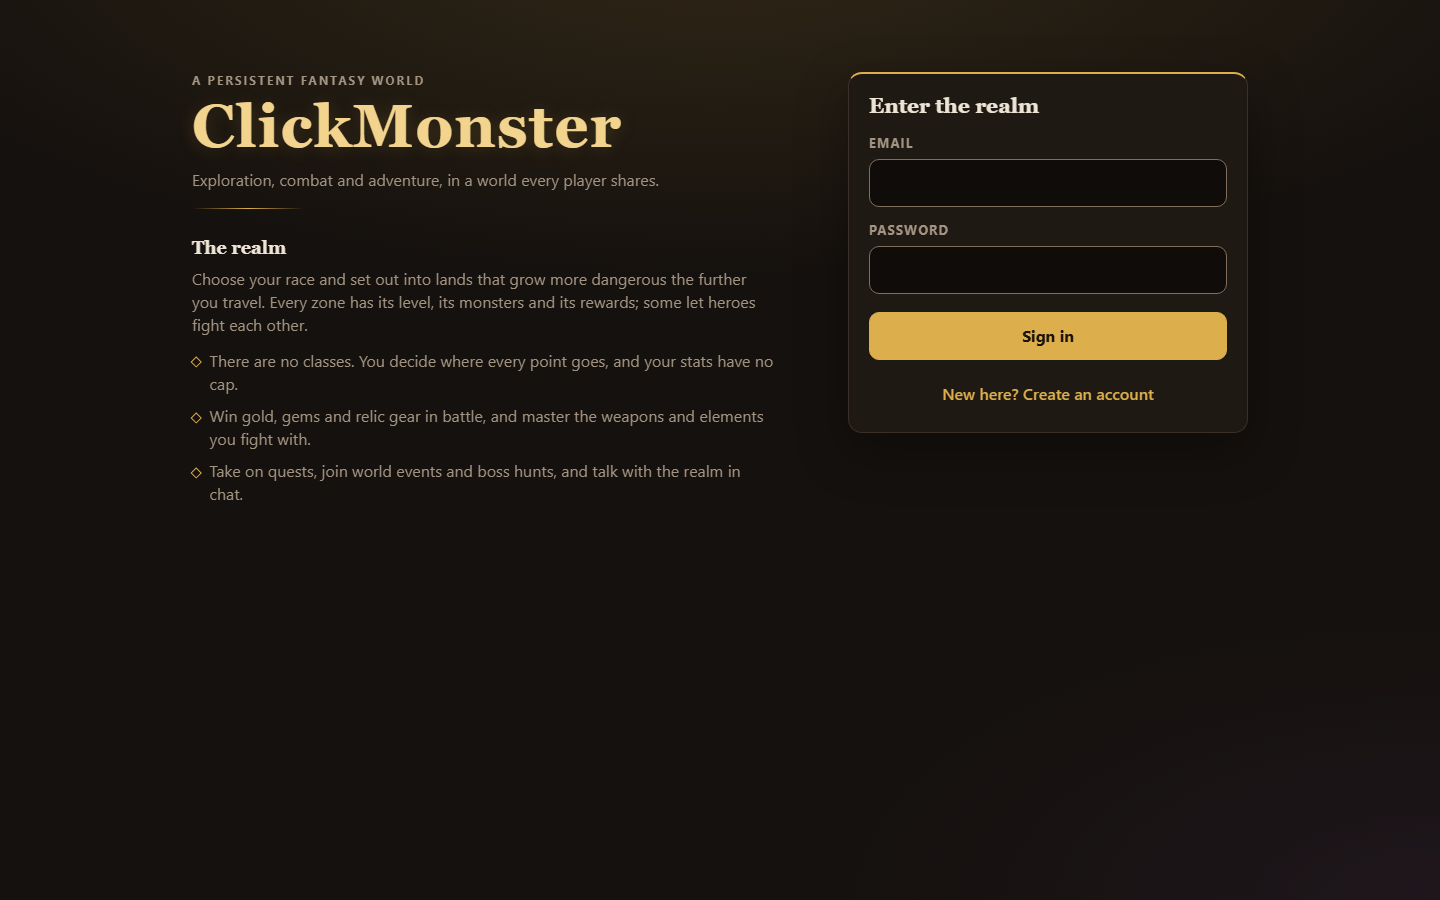 A PERSISTENT FANTASY WORLD
ClickMonster
Exploration, combat and adventure, in a world every player shares.
The realm
Choose your race and set out into lands that grow more dangerous the further
you travel. Every zone has its level, its monsters and its rewards; some let heroes
fight each other.
There are no classes. You decide where every point goes, and your stats have no
cap.
Win gold, gems and relic gear in battle, and master the weapons and elements
you fight with.
Take on quests, join world events and boss hunts, and talk with the realm in
chat.
Enter the realm
EMAIL
PASSWORD
Sign in
New here? Create an account